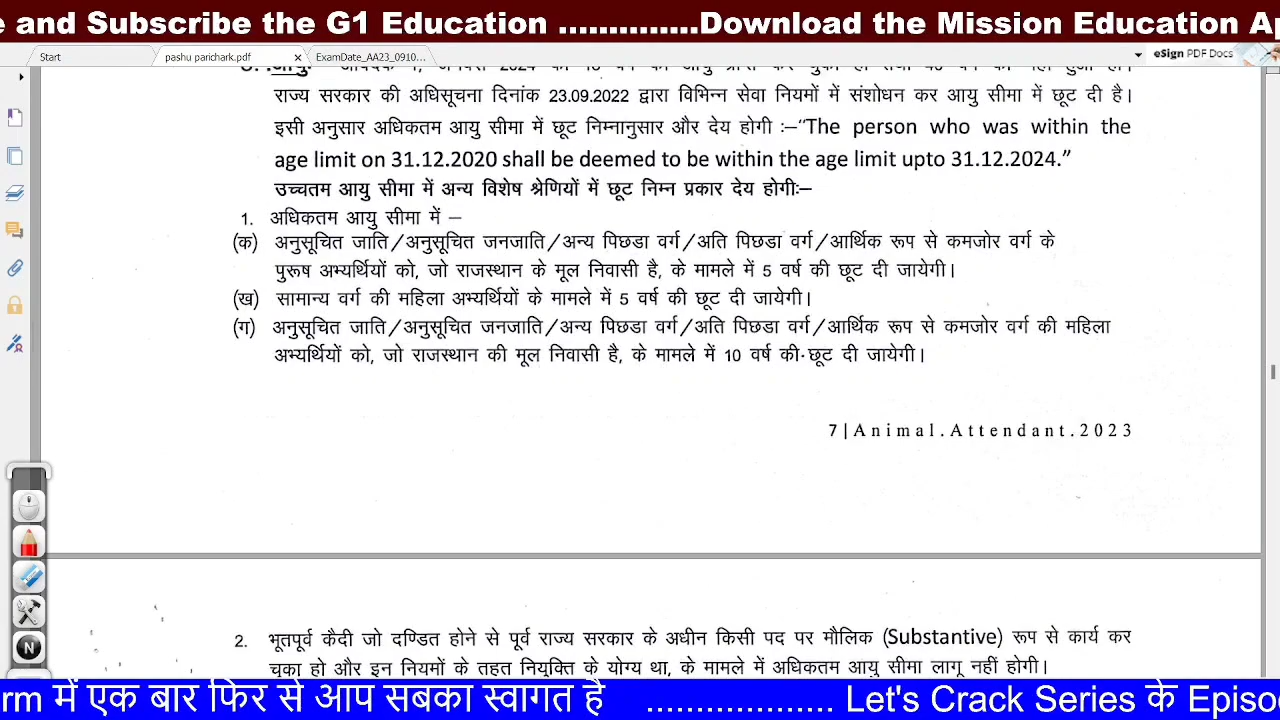 e and Subscribe the G1 Education ..............Download the Mission Education Ap
Start
pashu parichark.pdf
ExamDate_AA23_0910...
eSign PDF Docs
राज्य सरकार की अधिसूचना दिनांक 23.09.2022 द्वारा विभिन्न सेवा नियमों में संशोधन कर आयु सीमा में छूट दी है।
इसी अनुसार अधिकतम आयु सीमा में छूट निम्नानुसार और देय होगी :–“The person who was within the
age limit on 31.12.2020 shall be deemed to be within the age limit upto 31.12.2024.”
उच्चतम आयु सीमा में अन्य विशेष श्रेणियों में छूट निम्न प्रकार देय होगीः–
1. अधिकतम आयु सीमा में –
(क) अनुसूचित जाति/अनुसूचित जनजाति/अन्य पिछडा वर्ग/अति पिछडा वर्ग/आर्थिक रूप से कमजोर वर्ग के
पुरूष अभ्यर्थियों को, जो राजस्थान के मूल निवासी है, के मामले में 5 वर्ष की छूट दी जायेगी।
(ख) सामान्य वर्ग की महिला अभ्यर्थियों के मामले में 5 वर्ष की छूट दी जायेगी।
(ग) अनुसूचित जाति/अनुसूचित जनजाति/अन्य पिछडा वर्ग/अति पिछडा वर्ग/आर्थिक रूप से कमजोर वर्ग की महिला
अभ्यर्थियों को, जो राजस्थान की मूल निवासी है, के मामले में 10 वर्ष की छूट दी जायेगी।
7|Animal.Attendant.2023
2. भूतपूर्व कैदी जो दण्डित होने से पूर्व राज्य सरकार के अधीन किसी पद पर मौलिक (Substantive) रूप से कार्य कर
चुका हो और इन नियमों के तहत नियुक्ति के योग्य था, के मामले में अधिकतम आयु सीमा लागू नहीं होगी।
N
rm में एक बार फिर से आप सबका स्वागत है ................... Let's Crack Series के Episo